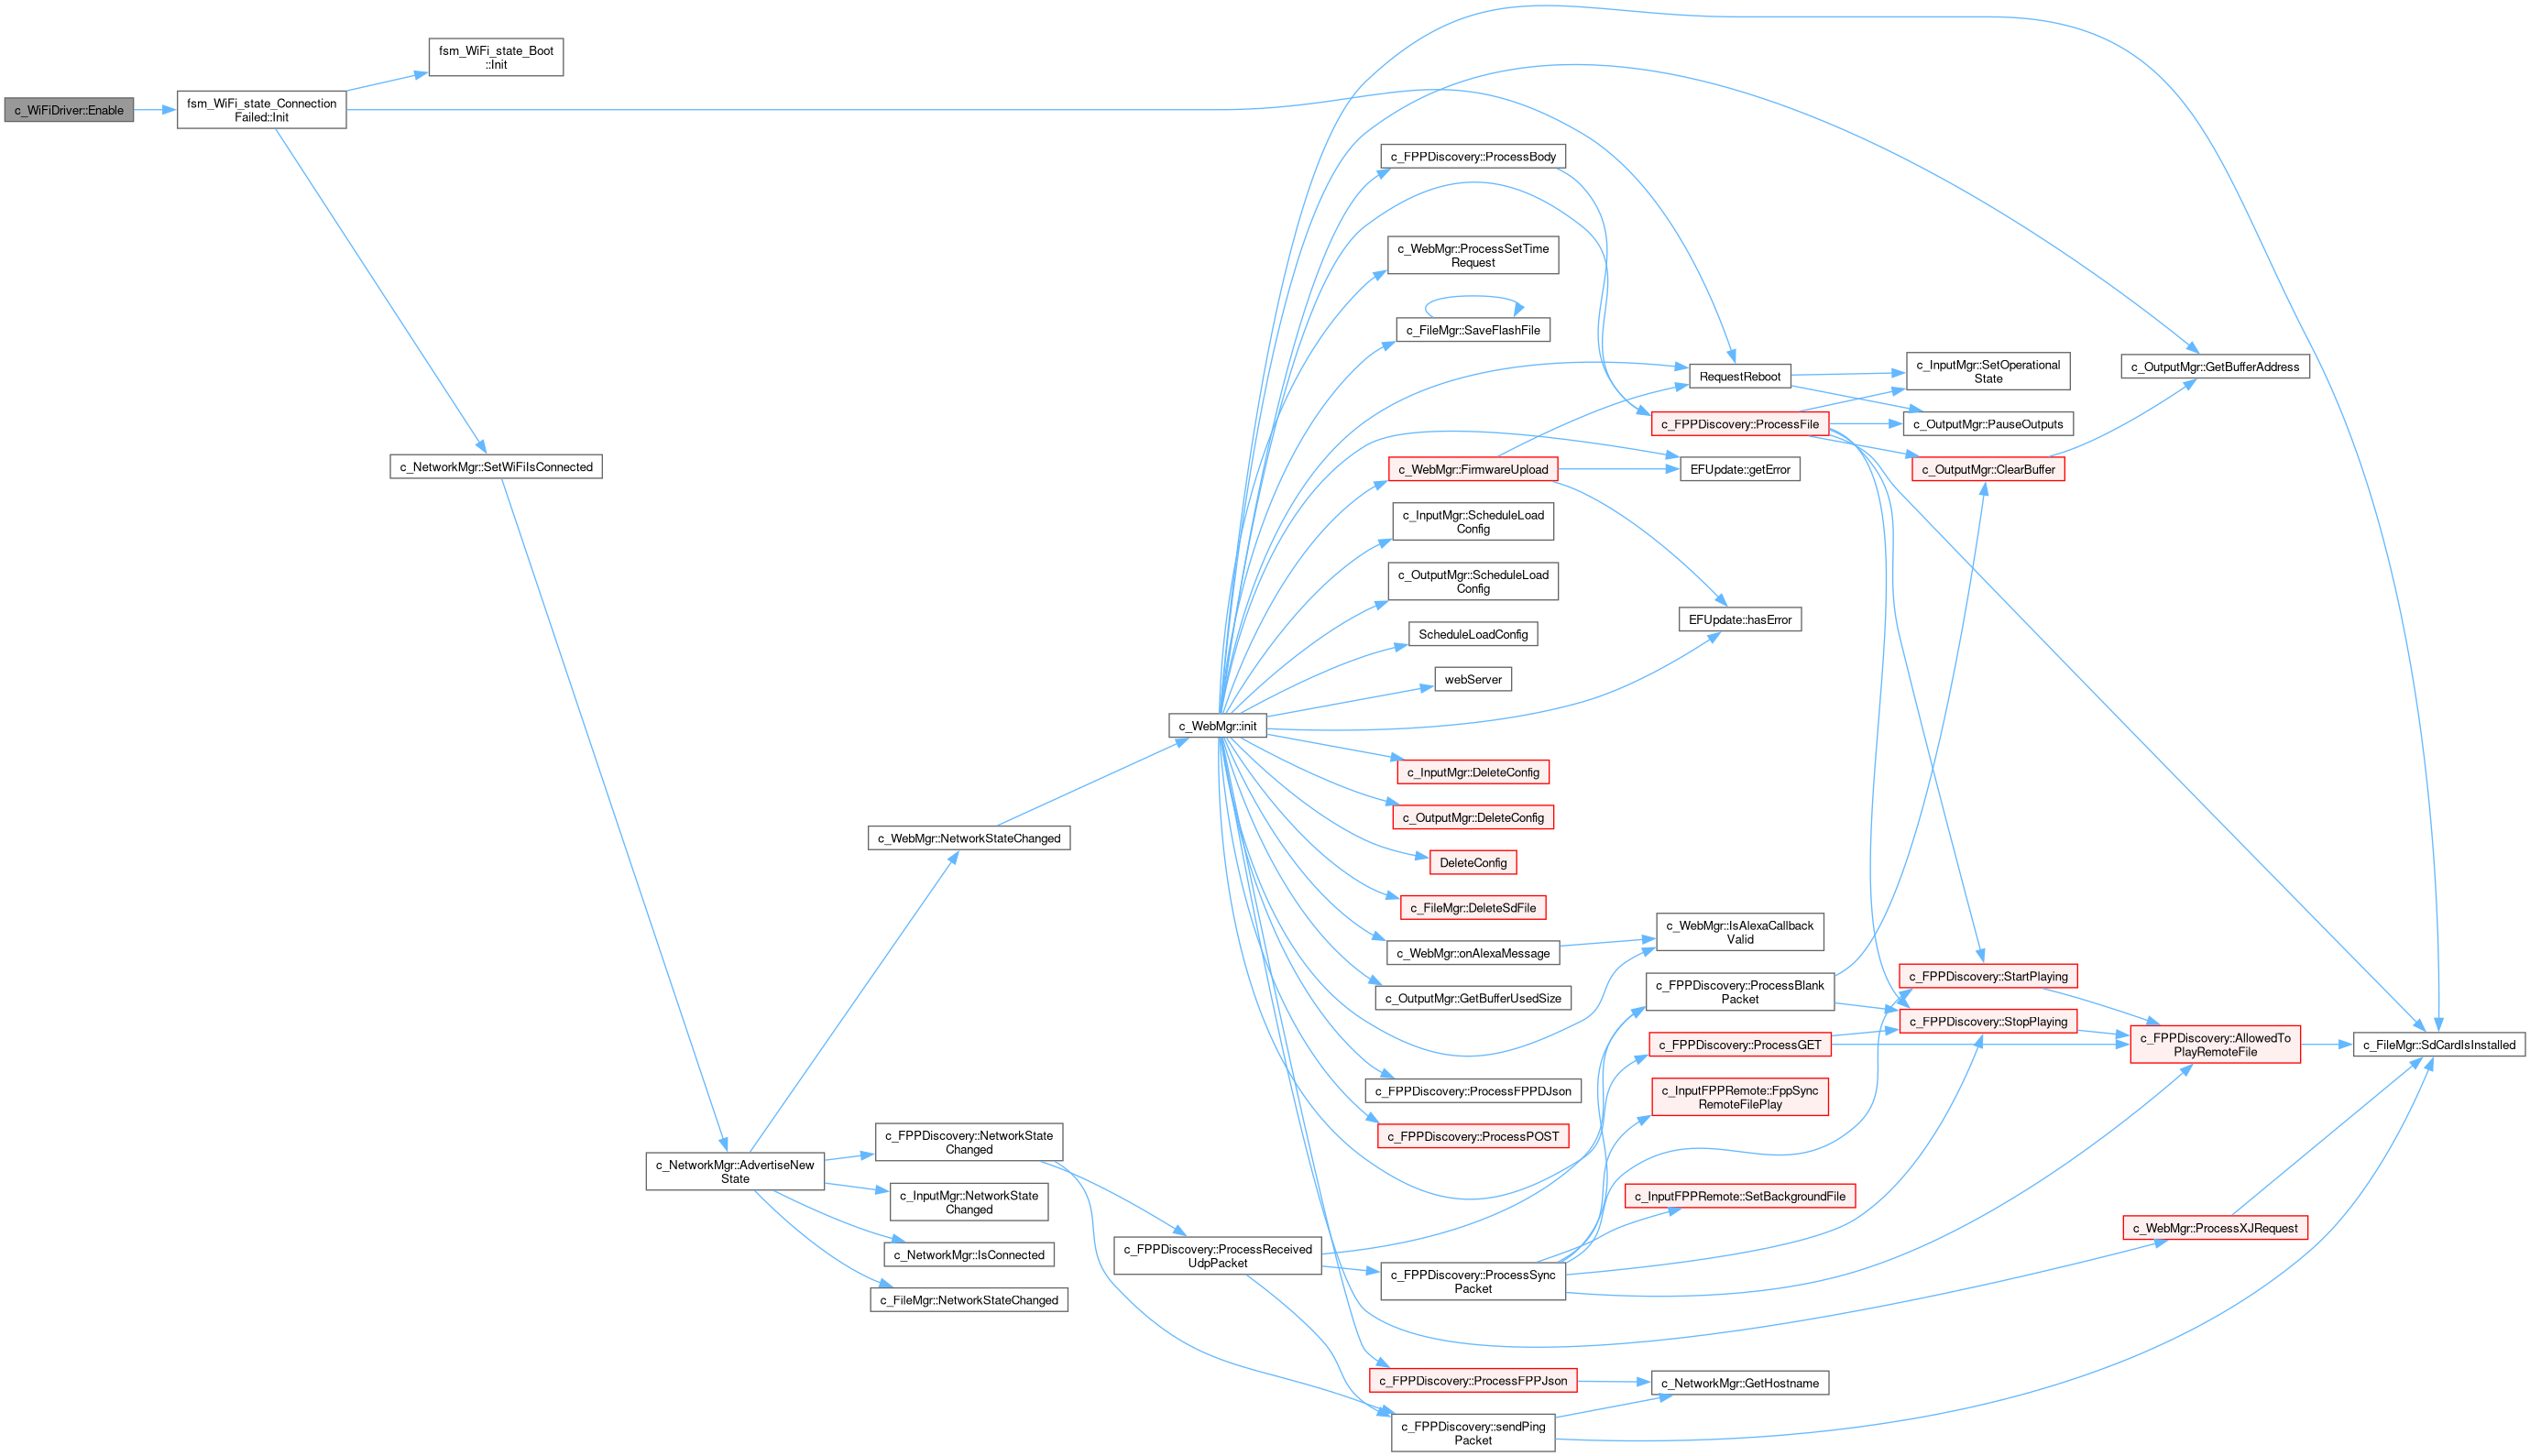 c_WiFiDriver::Enable
fsm_WiFi_state_Connection
Failed::Init
fsm_WiFi_state_Boot
::Init
c_NetworkMgr::SetWiFiIsConnected
c_NetworkMgr::AdvertiseNew
State
c_WebMgr::NetworkStateChanged
c_FPPDiscovery::NetworkState
Changed
c_InputMgr::NetworkState
Changed
c_NetworkMgr::IsConnected
c_FileMgr::NetworkStateChanged
c_WebMgr::init
c_FPPDiscovery::ProcessReceived
UdpPacket
c_FPPDiscovery::ProcessBody
c_WebMgr::ProcessSetTime
Request
c_FileMgr::SaveFlashFile
c_WebMgr::FirmwareUpload
c_InputMgr::ScheduleLoad
Config
c_OutputMgr::ScheduleLoad
Config
ScheduleLoadConfig
webServer
c_InputMgr::DeleteConfig
c_OutputMgr::DeleteConfig
DeleteConfig
c_FileMgr::DeleteSdFile
c_WebMgr::onAlexaMessage
c_OutputMgr::GetBufferUsedSize
c_FPPDiscovery::ProcessFPPDJson
c_FPPDiscovery::ProcessPOST
c_FPPDiscovery::ProcessSync
Packet
c_FPPDiscovery::ProcessFPPJson
c_FPPDiscovery::sendPing
Packet
RequestReboot
c_FPPDiscovery::ProcessFile
EFUpdate::getError
EFUpdate::hasError
c_WebMgr::IsAlexaCallback
Valid
c_FPPDiscovery::ProcessBlank
Packet
c_FPPDiscovery::ProcessGET
c_InputFPPRemote::FppSync
RemoteFilePlay
c_InputFPPRemote::SetBackgroundFile
c_NetworkMgr::GetHostname
c_InputMgr::SetOperational
State
c_OutputMgr::PauseOutputs
c_OutputMgr::ClearBuffer
c_FPPDiscovery::StartPlaying
c_FPPDiscovery::StopPlaying
c_OutputMgr::GetBufferAddress
c_FPPDiscovery::AllowedTo
PlayRemoteFile
c_WebMgr::ProcessXJRequest
c_FileMgr::SdCardIsInstalled